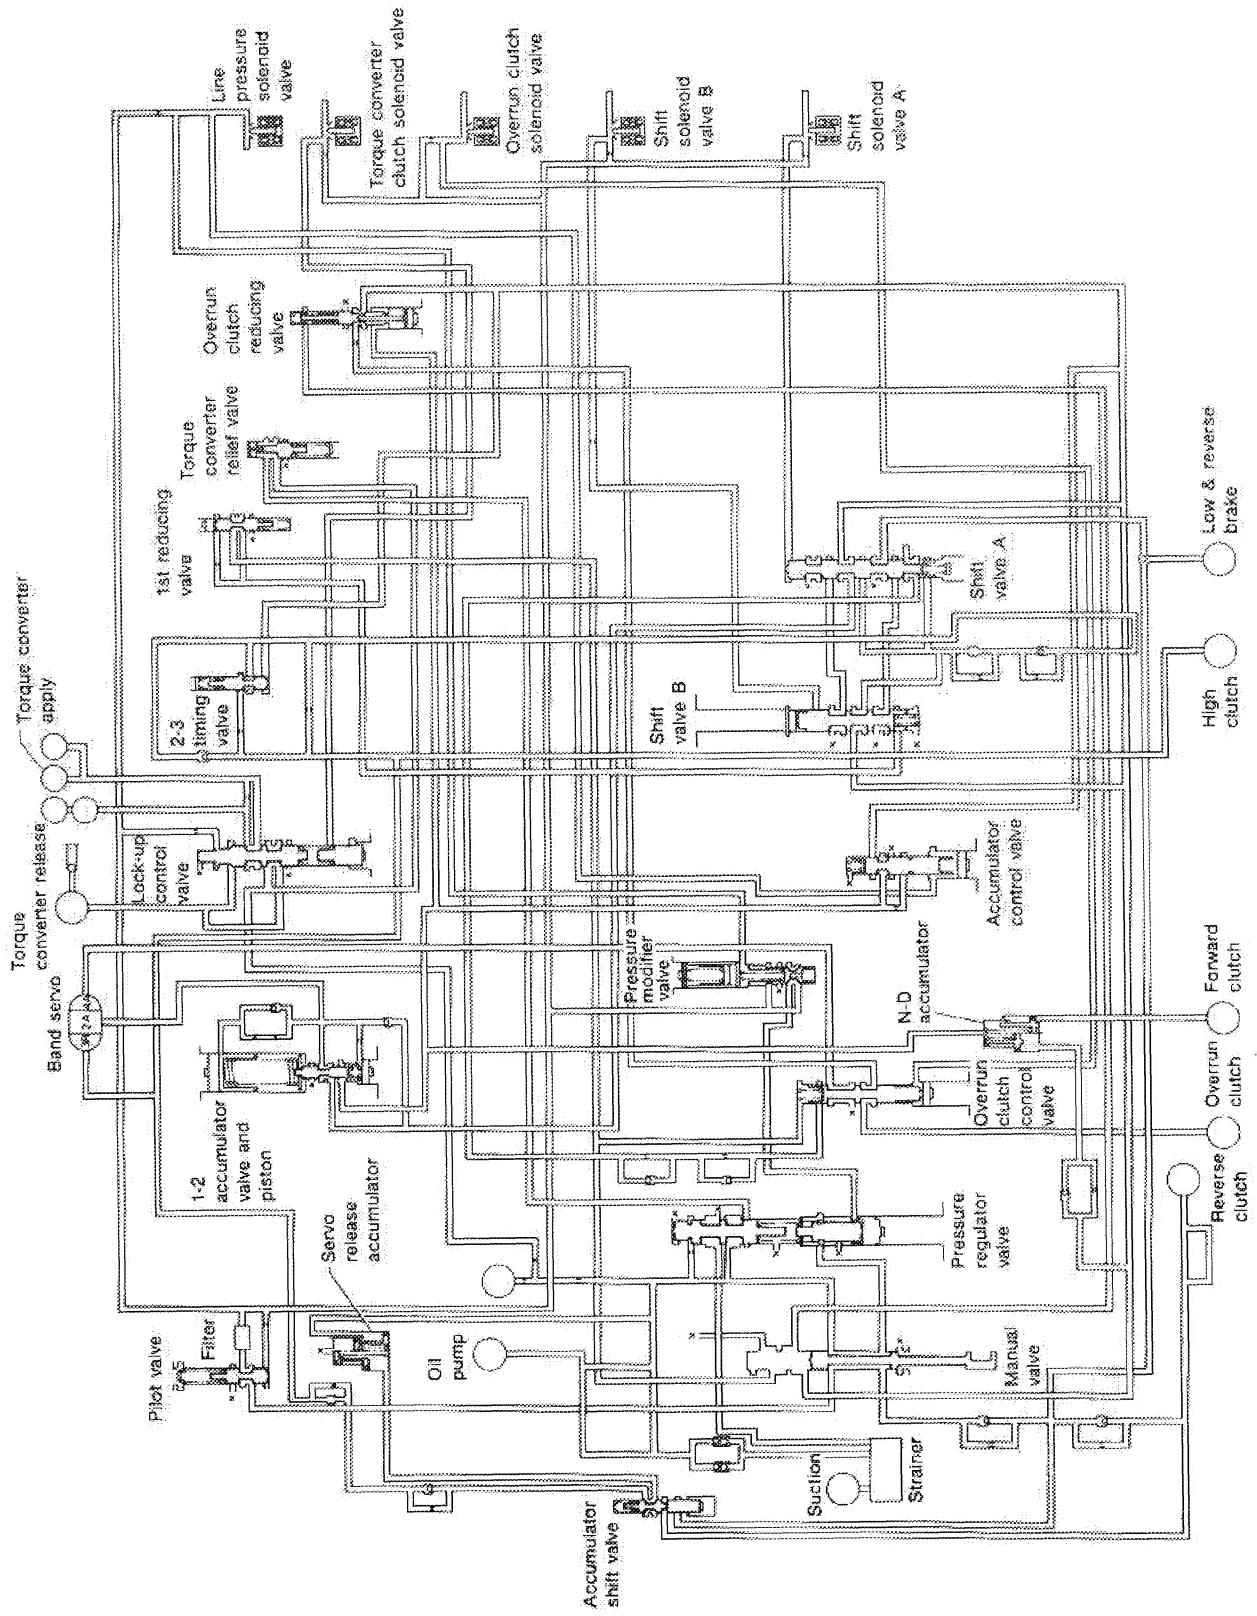 Line
pressure
solenoid
valve
Torque converter
clutch solenoid valve
Overrun clutch
solenoid valve
Shift
solenoid
valve B
Shift
solenoid
valve A
Overrun
clutch
reducing
valve
Torque
converter
relief valve
1st reducing
valve
Torque converter
apply
2-3
timing
valve
Shift
valve B
Shift
valve A
Low & reverse
brake
High
clutch
Torque
converter release
Lock-up
control
valve
Accumulator
control valve
Band servo
SR 2A 4A
Pressure
modifier
valve
N-D
accumulator
Forward
clutch
1-2
accumulator
valve and
piston
Overrun
clutch
control
valve
Overrun
clutch
Servo
release
accumulator
Pressure
regulator
valve
Reverse
clutch
Pilot valve
Filter
Oil
pump
Manual
valve
Suction
Strainer
Accumulator
shift valve